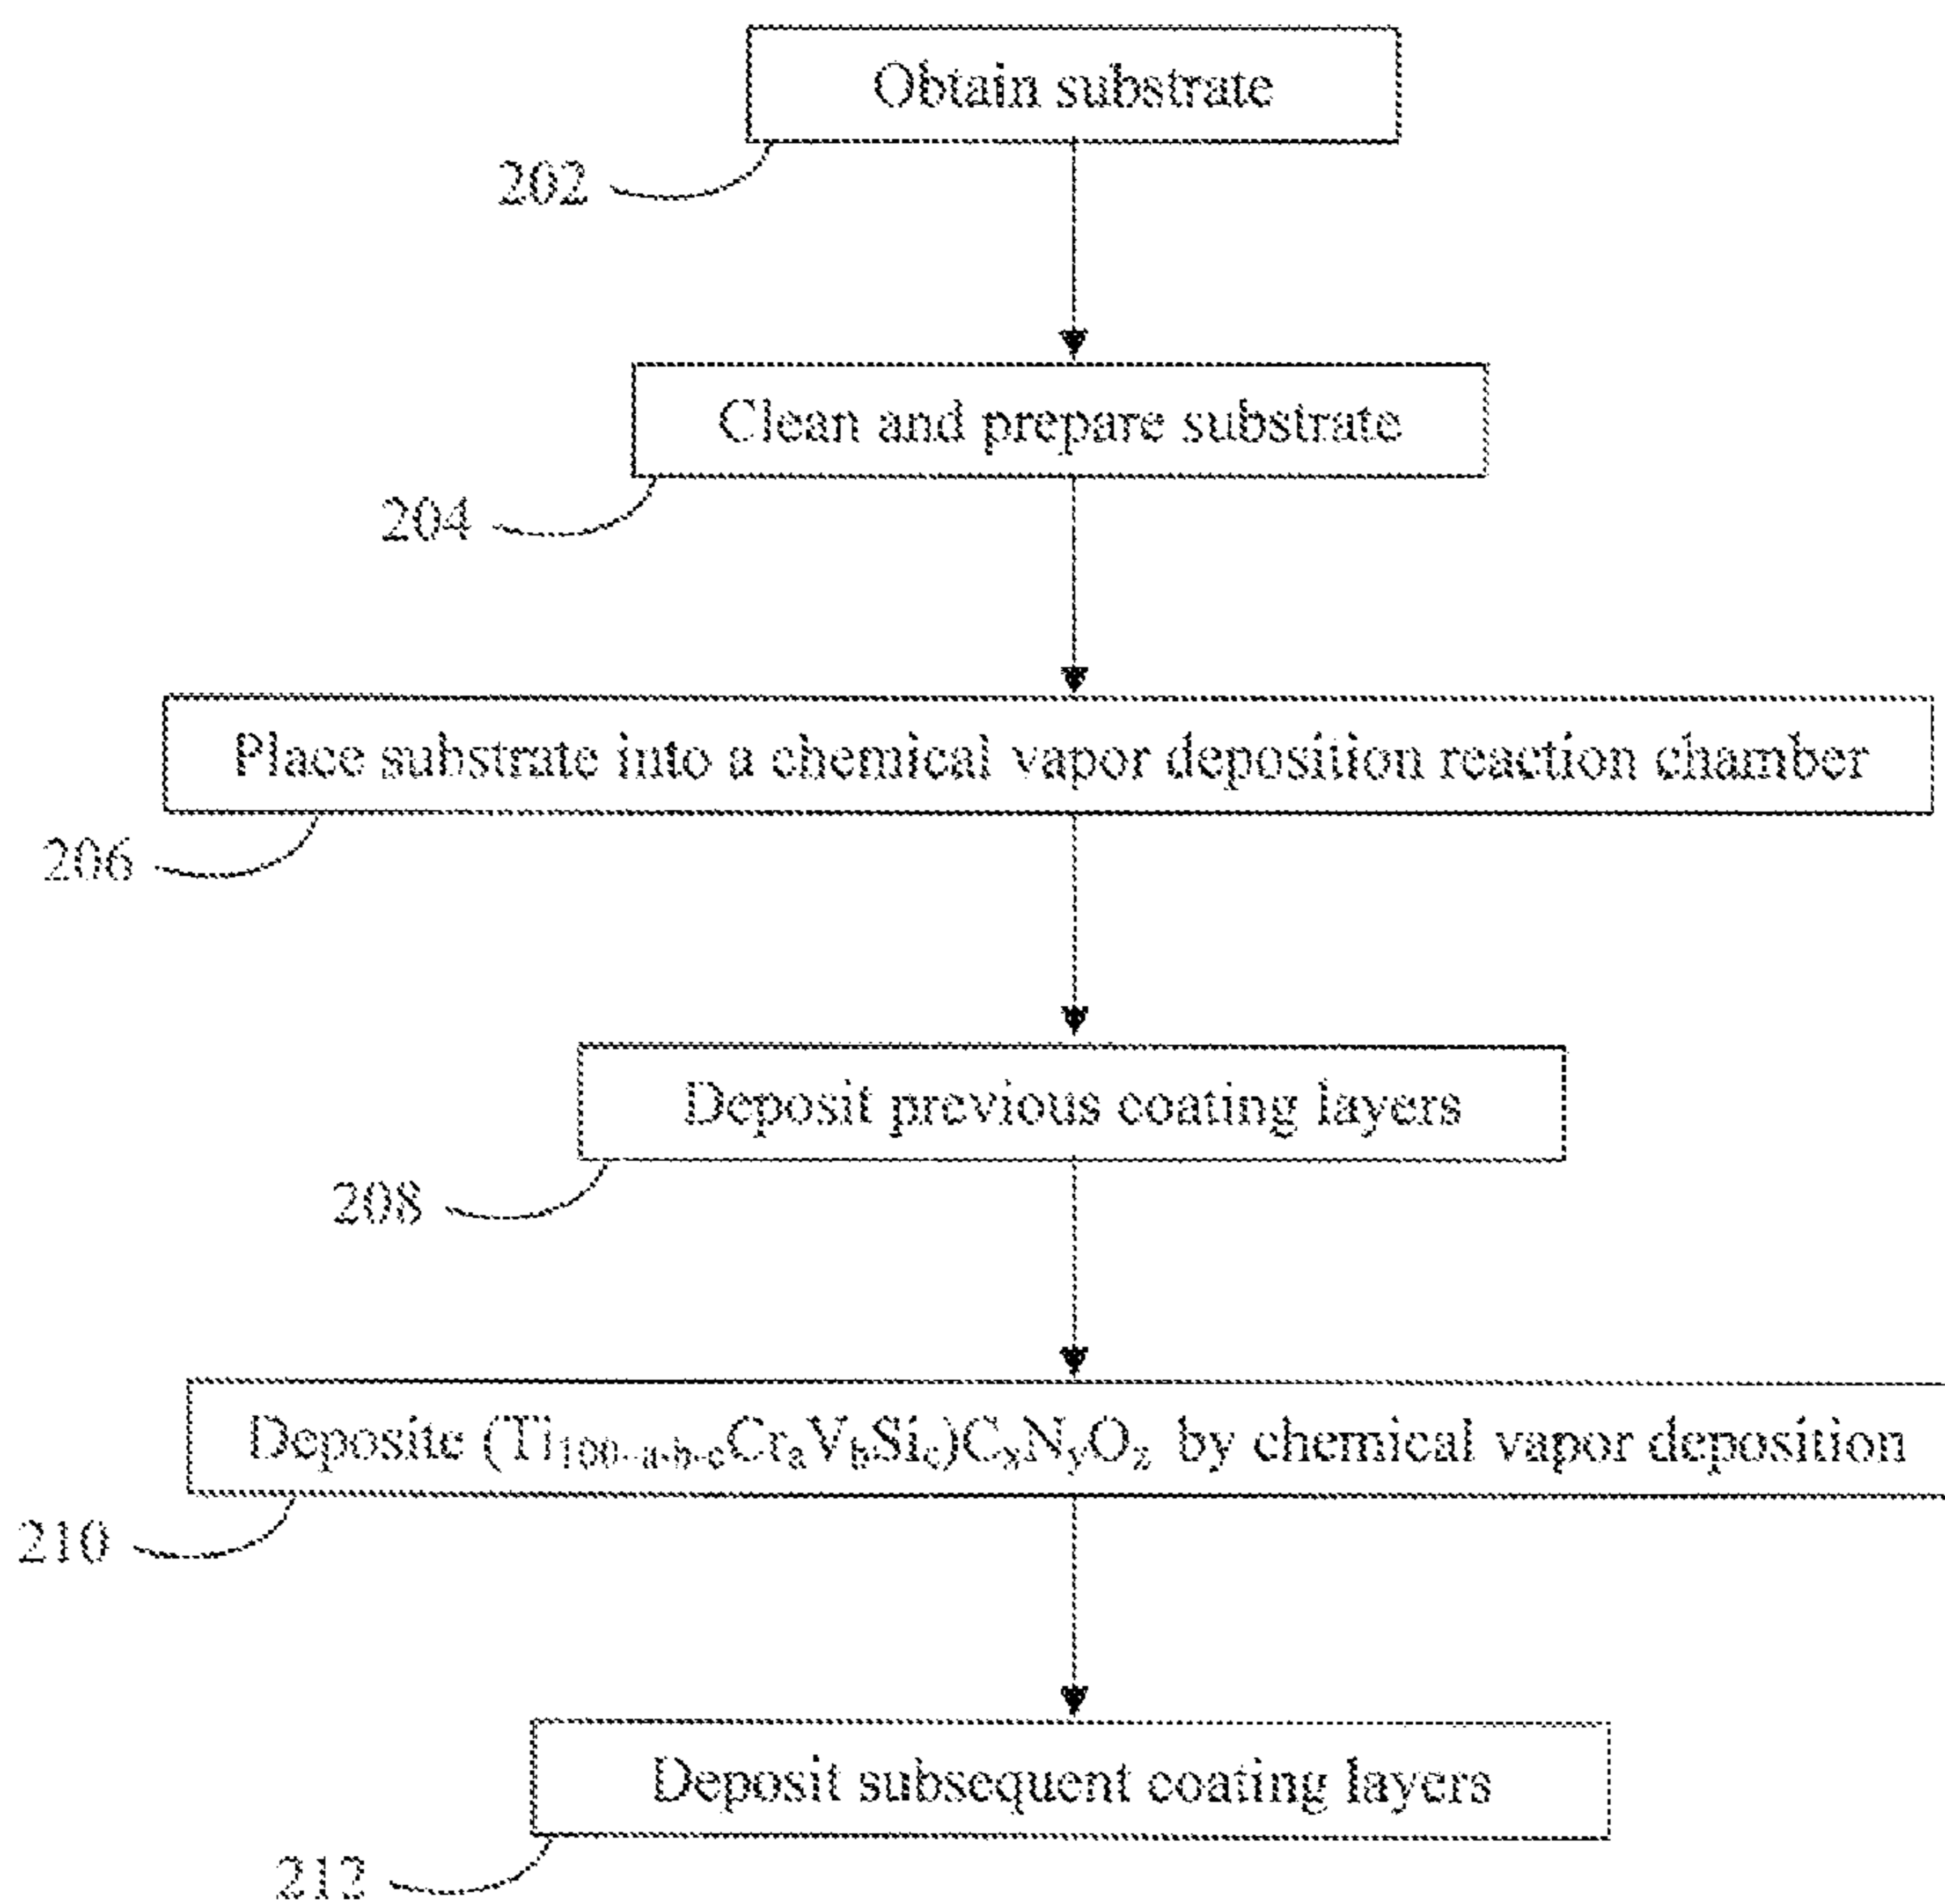 Obtain substrate
202
Clean and prepare substrate
204
Place substrate into a chemical vapor deposition reaction chamber
206
Deposit previous coating layers
208
Deposite (Ti₁₀₀₋ₐ₋b₋cCrₐVbSic)CₓNyOz by chemical vapor deposition
210
Deposit subsequent coating layers
212